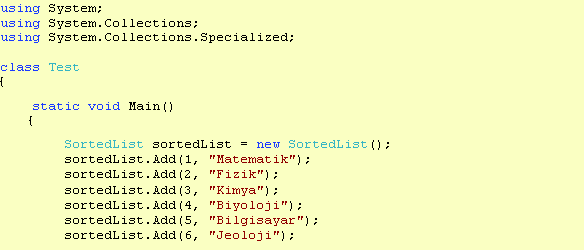 using System;
using System.Collections;
using System.Collections.Specialized;
class Test
{
static void Main()
{
SortedList sortedList = new SortedList();
sortedList.Add(1, "Matematik");
sortedList.Add(2, "Fizik");
sortedList.Add(3, "Kimya");
sortedList.Add(4, "Biyoloji");
sortedList.Add(5, "Bilgisayar");
sortedList.Add(6, "Jeoloji");